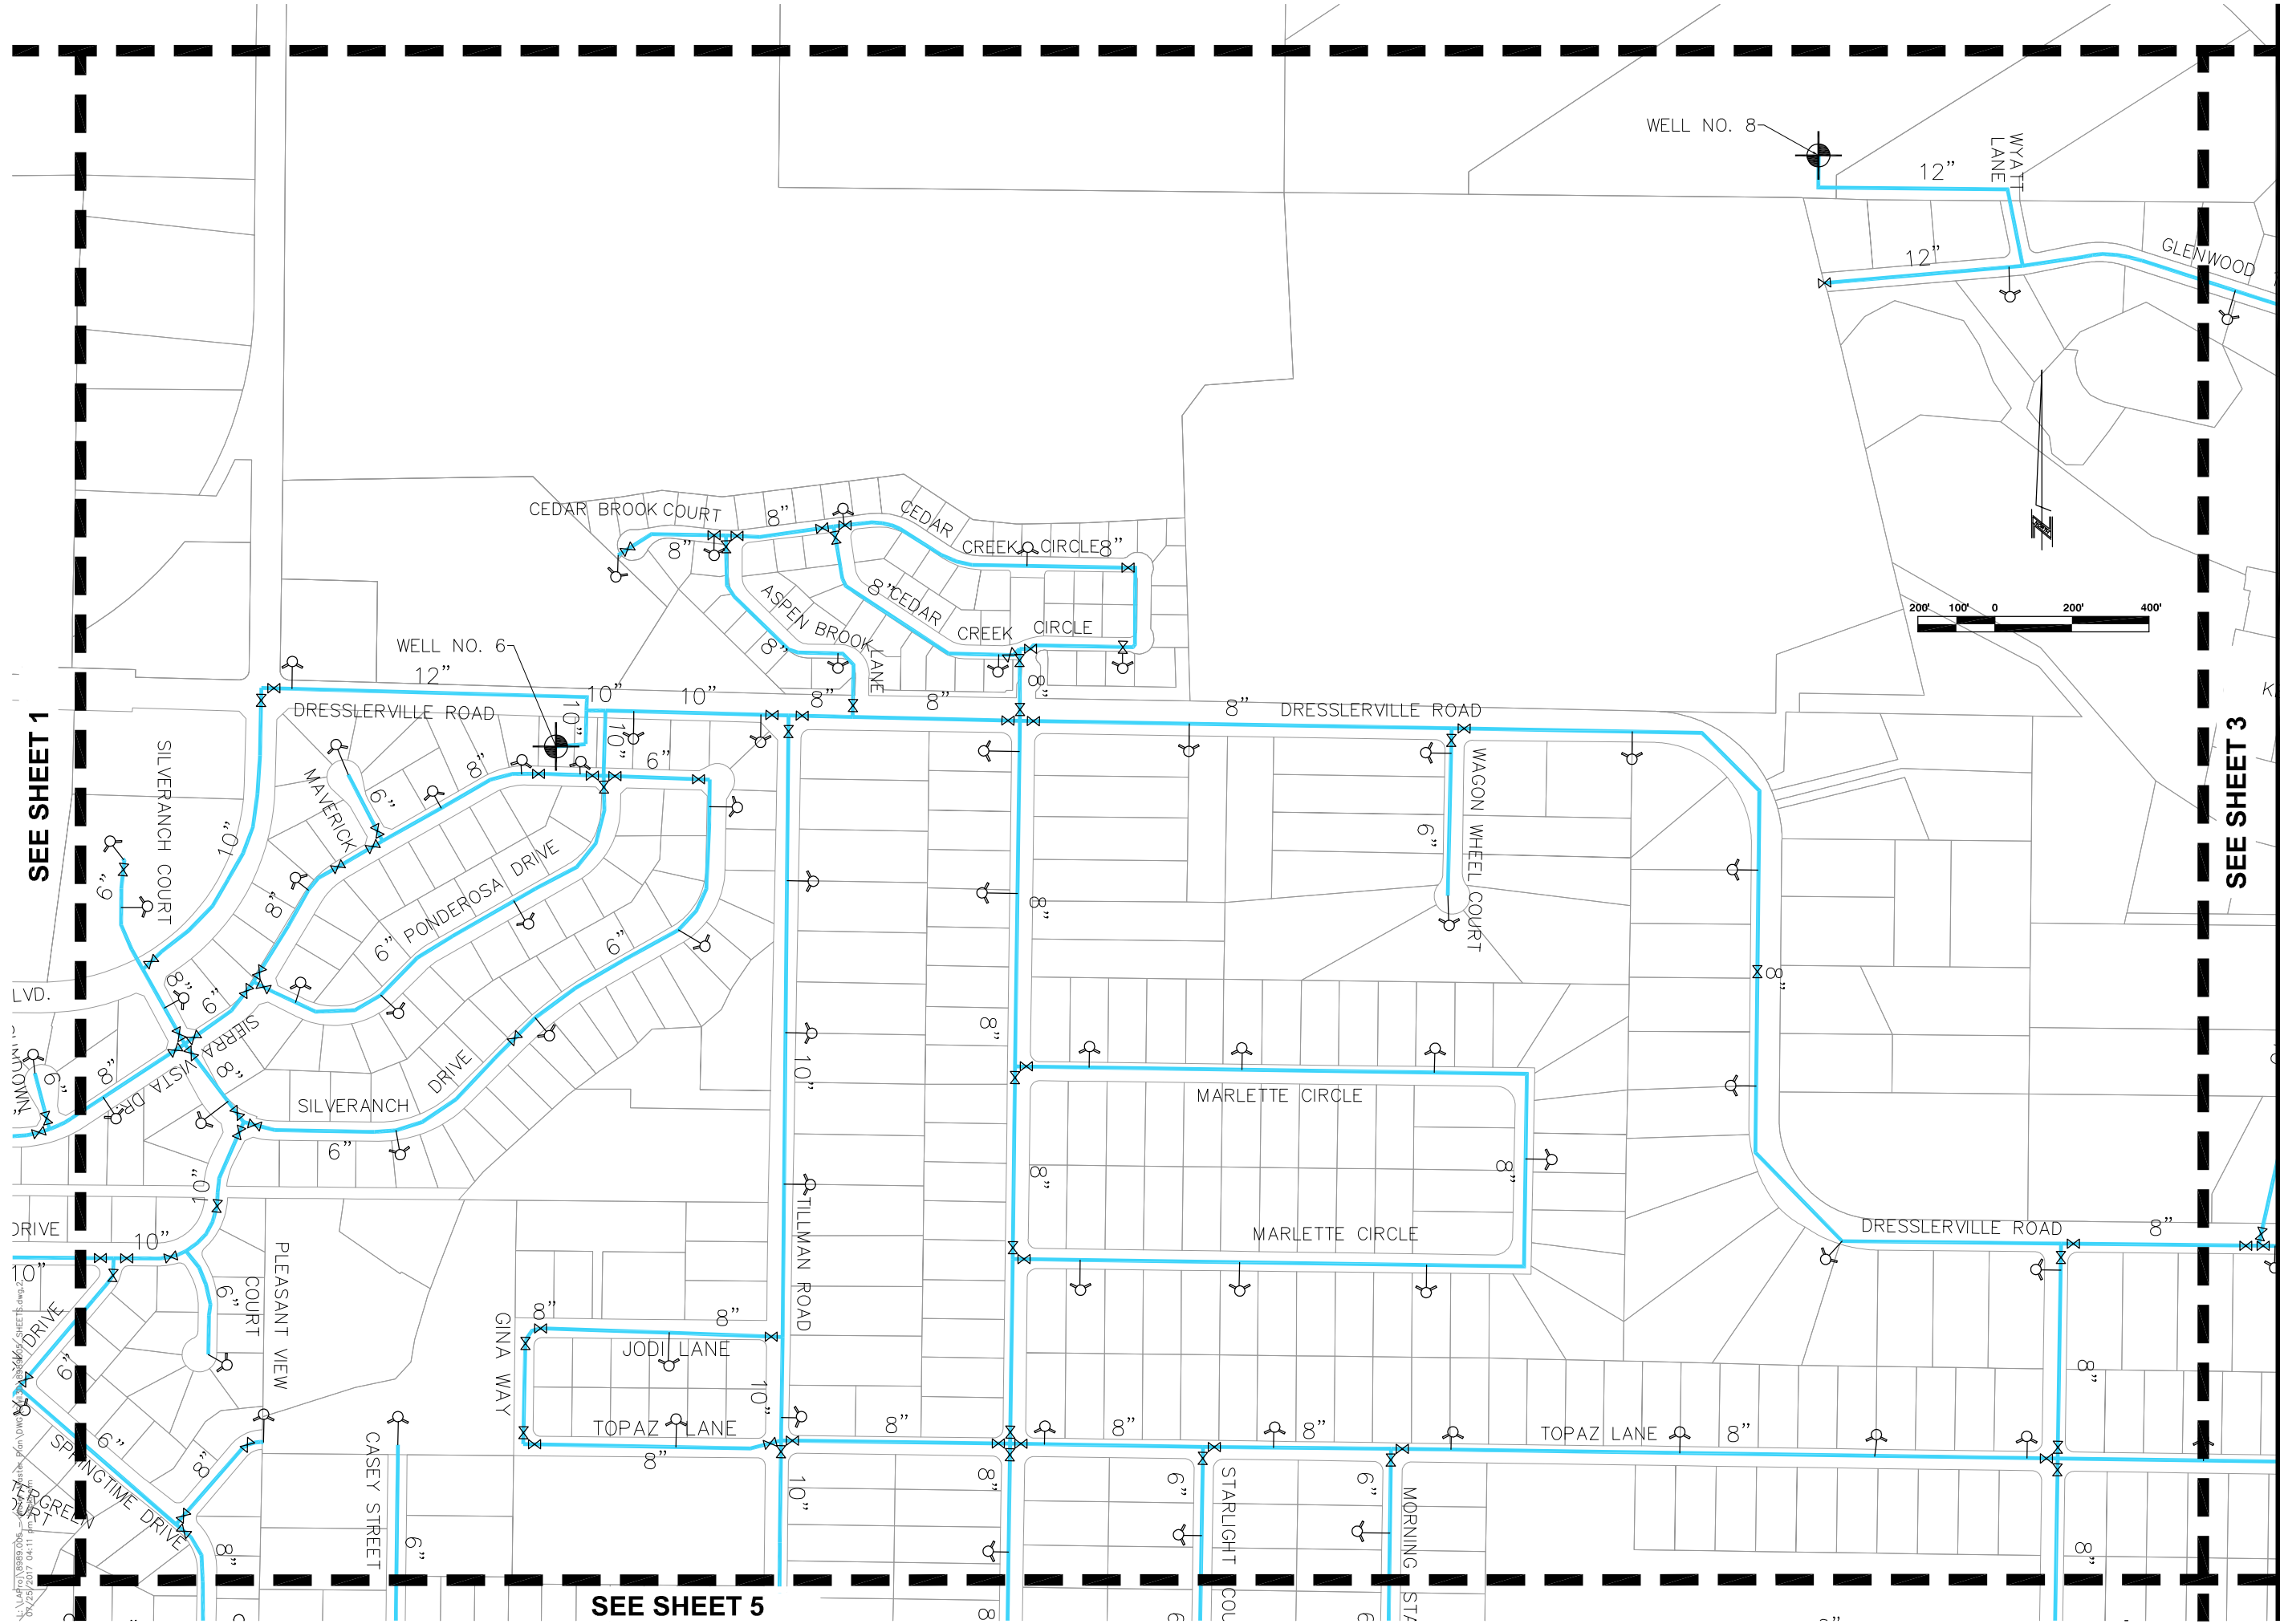 WELL NO. 8
WYATT
LANE
12"
12"
GLENWOOD
200' 100' 0 200' 400'
CEDAR BROOK COURT
8"
CEDAR
CREEK CIRCLE
8"
8"
8"
CEDAR
CREEK CIRCLE
ASPEN BROOK
LANE
8"
8"
WELL NO. 6
12"
10"
10"
8"
8"
8"
DRESSLERVILLE ROAD
DRESSLERVILLE ROAD
10"
10"
6"
SEE SHEET 1
SEE SHEET 3
SILVERANCH COURT
10"
MAVERICK
6"
8"
8"
6"
PONDEROSA DRIVE
6"
6"
WAGON WHEEL COURT
6"
8"
8"
8"
LVD.
8"
6"
SIERRA
VISTA DR.
8"
8"
6"
SILVERANCH
DRIVE
6"
10"
10"
TILLMAN ROAD
MARLETTE CIRCLE
8"
8"
MARLETTE CIRCLE
DRESSLERVILLE ROAD
8"
DRIVE
10"
10"
6"
COURT
PLEASANT VIEW
DRIVE
6"
GINA WAY
8"
8"
JODI LANE
10"
TOPAZ LANE
8"
8"
8"
8"
TOPAZ LANE
8"
8"
6"
SPRINGTIME DRIVE
8"
8"
CASEY STREET
6"
10"
8"
6"
STARLIGHT COU
6"
MORNING STA
8"
SEE SHEET 5